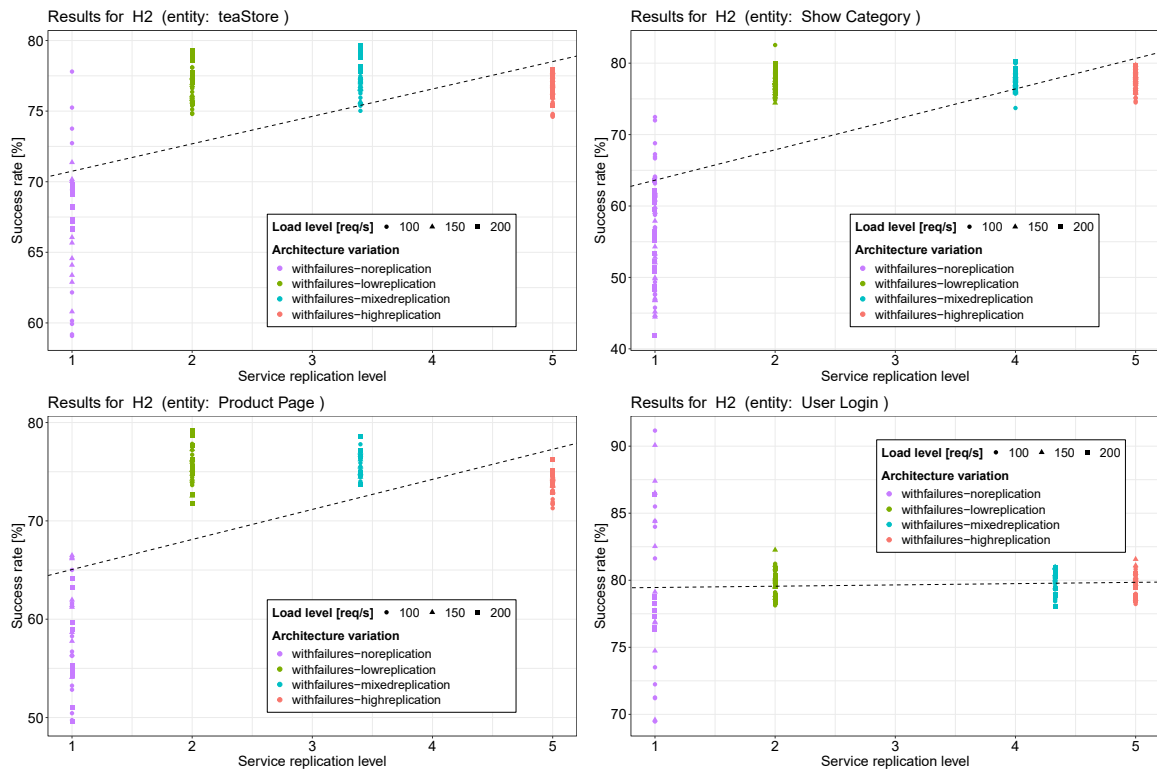 Results for H2 (entity: teaStore )
80
75
70
65
60
Success rate [%]
Load level [req/s] 100 150 200
Architecture variation
withfailures−noreplication
withfailures−lowreplication
withfailures−mixedreplication
withfailures−highreplication
1 2 3 4 5
Service replication level
Results for H2 (entity: Show Category )
80
70
60
50
40
Success rate [%]
Load level [req/s] 100 150 200
Architecture variation
withfailures−noreplication
withfailures−lowreplication
withfailures−mixedreplication
withfailures−highreplication
1 2 3 4 5
Service replication level
Results for H2 (entity: Product Page )
80
70
60
50
Success rate [%]
Load level [req/s] 100 150 200
Architecture variation
withfailures−noreplication
withfailures−lowreplication
withfailures−mixedreplication
withfailures−highreplication
1 2 3 4 5
Service replication level
Results for H2 (entity: User Login )
90
85
80
75
70
Success rate [%]
Load level [req/s] 100 150 200
Architecture variation
withfailures−noreplication
withfailures−lowreplication
withfailures−mixedreplication
withfailures−highreplication
1 2 3 4 5
Service replication level